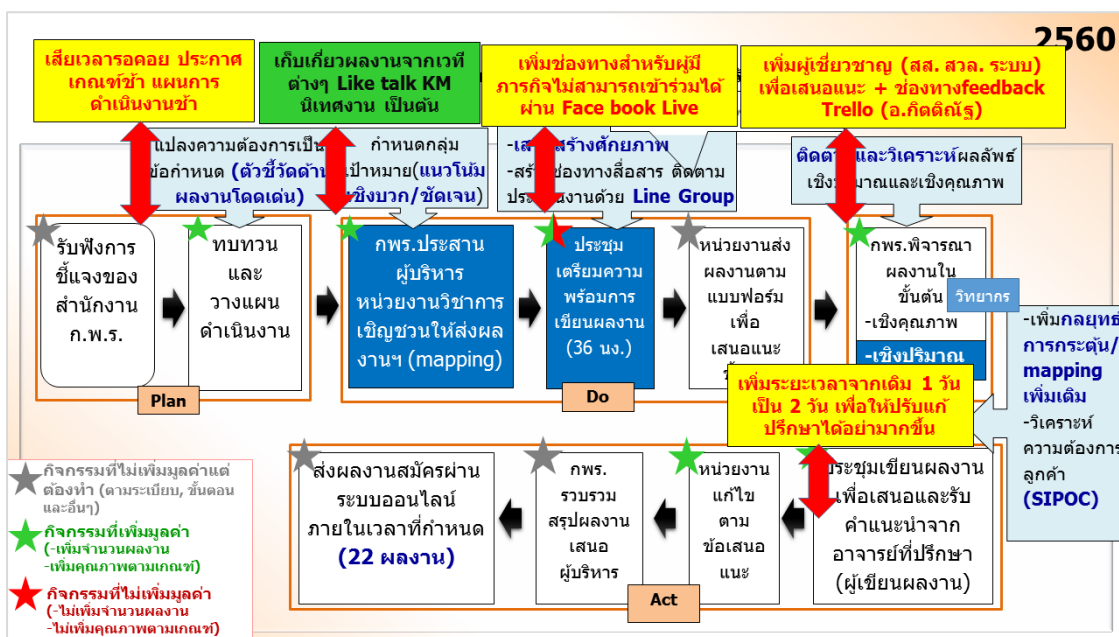 2560
เสียเวลารอคอย ประกาศ
เกณฑ์ช้า แผนการ
ดำเนินงานช้า
เก็บเกี่ยวผลงานจากเวที
ต่างๆ Like talk KM
นิเทศงาน เป็นต้น
เพิ่มช่องทางสำหรับผู้มี
ภารกิจไม่สามารถเข้าร่วมได้
ผ่าน Face book Live
เพิ่มผู้เชี่ยวชาญ (สส. สวล. ระบบ)
เพื่อเสนอแนะ + ช่องทางfeedback
Trello (อ.กิตติณัฐ)
แปลงความต้องการเป็น
ข้อกำหนด (ตัวชี้วัดด้าน
ผลงานโดดเด่น)
กำหนดกลุ่ม
เป้าหมาย(แนวโน้ม
เชิงบวก/ชัดเจน)
สร้างศักยภาพ
ช่องทางสื่อสาร ติดตาม
งานด้วย Line Group
และวิเคราะห์ผลลัพธ์
เชิงปริมาณและเชิงคุณภาพ
รับฟังการ
ชี้แจงของ
สำนักงาน
ก.พ.ร.
ทบทวน
และ
วางแผน
ดำเนินงาน
Plan
กพร.ประสาน
ผู้บริหาร
หน่วยงานวิชาการ
เชิญชวนให้ส่งผล
งานฯ (mapping)
ประชุม
เตรียมความ
พร้อมการ
เขียนผลงาน
(36 นง.)
หน่วยงานส่ง
ผลงานตาม
แบบฟอร์ม
เพื่อ
เสนอแนะ
Do
กพร.พิจารณา
ผลงานใน
ขั้นต้น
-เชิงคุณภาพ
-เชิงปริมาณ
วิทยากร
-เพิ่มกลยุทธ์
การกระตุ้น/
mapping
เพิ่มเติม
-วิเคราะห์
ความต้องการ
ลูกค้า
(SIPOC)
เพิ่มระยะเวลาจากเดิม 1 วัน
เป็น 2 วัน เพื่อให้ปรับแก้
ปรึกษาได้อย่ามากขึ้น
ประชุมเขียนผลงาน
เพื่อเสนอและรับ
คำแนะนำจาก
อาจารย์ที่ปรึกษา
(ผู้เขียนผลงาน)
หน่วยงาน
แก้ไข
ตาม
ข้อเสนอ
แนะ
กพร.
รวบรวม
สรุปผลงาน
เสนอ
ผู้บริหาร
ส่งผลงานสมัครผ่าน
ระบบออนไลน์
ภายในเวลาที่กำหนด
(22 ผลงาน)
Act
กิจกรรมที่ไม่เพิ่มมูลค่าแต่
ต้องทำ (ตามระเบียบ, ขั้นตอน
และอื่นๆ)
กิจกรรมที่เพิ่มมูลค่า
(-เพิ่มจำนวนผลงาน
-เพิ่มคุณภาพตามเกณฑ์)
กิจกรรมที่ไม่เพิ่มมูลค่า
(-ไม่เพิ่มจำนวนผลงาน
-ไม่เพิ่มคุณภาพตามเกณฑ์)